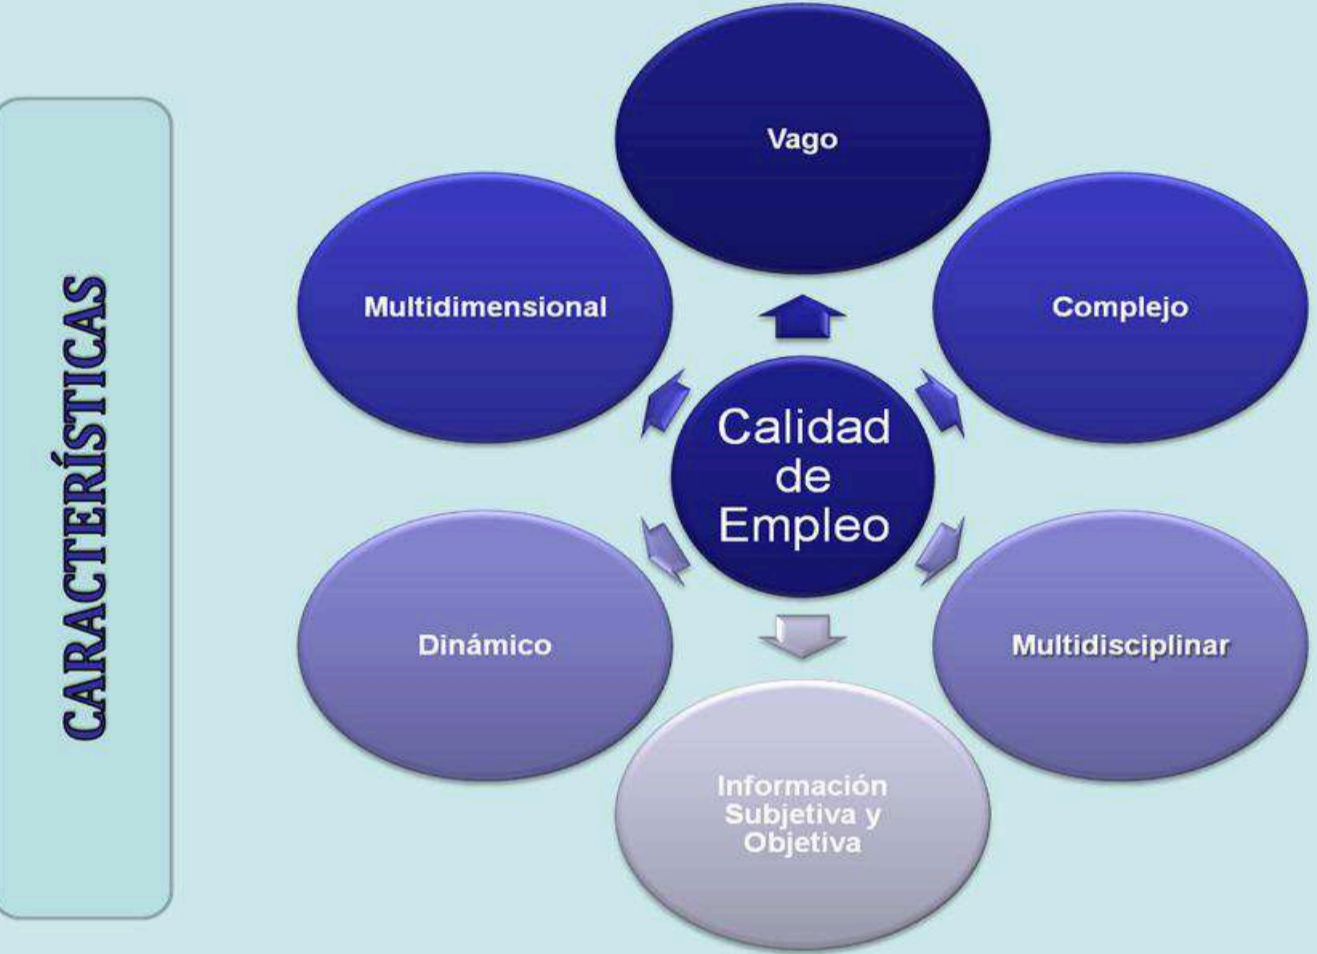 CARACTERÍSTICAS
Vago
Multidimensional
Complejo
Calidad
de
Empleo
Dinámico
Multidisciplinar
Información
Subjetiva y
Objetiva